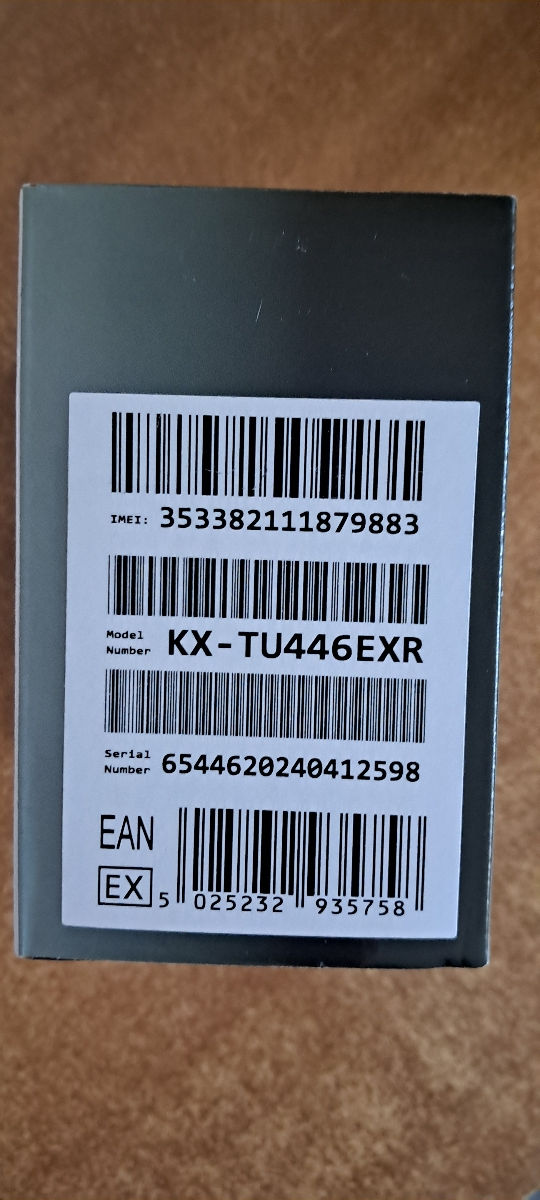 IMEI: 353382111879883
Model Number KX-TU446EXR
Serial Number 6544620240412598
EAN
EX 5 025232 935758